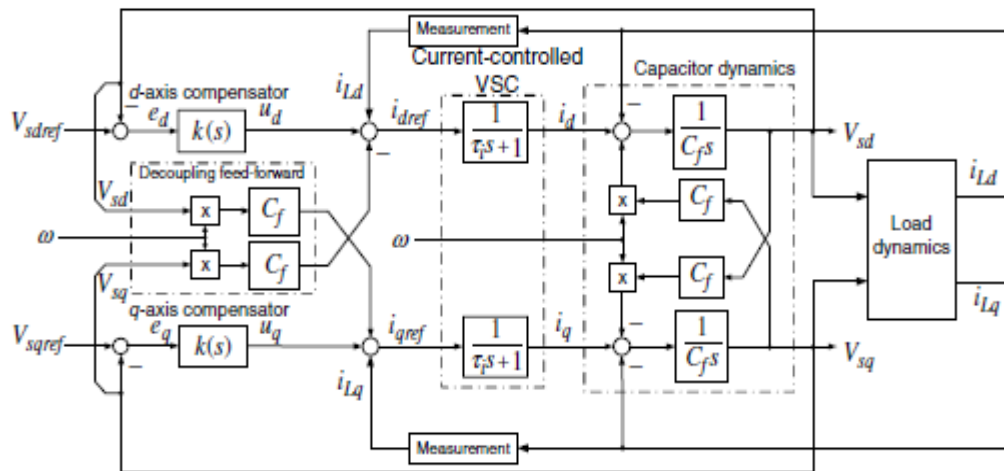 Measurement
Current-controlled
VSC
Capacitor dynamics
d-axis compensator
i_Ld
V_sdref
−
e_d
k(s)
u_d
i_dref
−
1
τ_i s+1
i_d
−
1
C_f s
V_sd
Decoupling feed-forward
V_sd
x
C_f
ω
x
C_f
V_sq
ω
x
C_f
x
C_f
Load
dynamics
i_Ld
i_Lq
q-axis compensator
V_sqref
−
e_q
k(s)
u_q
i_qref
i_Lq
1
τ_i s+1
i_q
−
−
1
C_f s
V_sq
Measurement